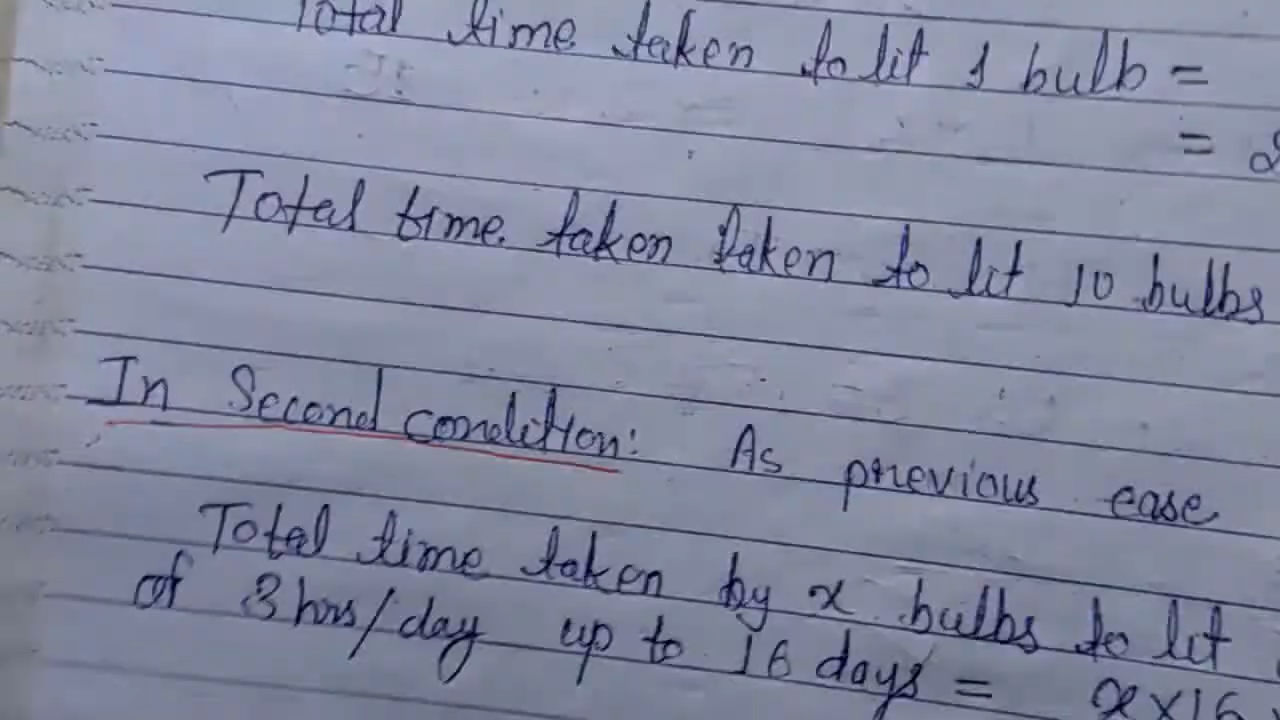 Total time taken to lit 1 bulb =
= 2
Total time taken taken to lit 10 bulbs
In Second condition: As previous case
Total time taken by x bulbs to lit
of 3 hrs/day up to 16 days = x×16